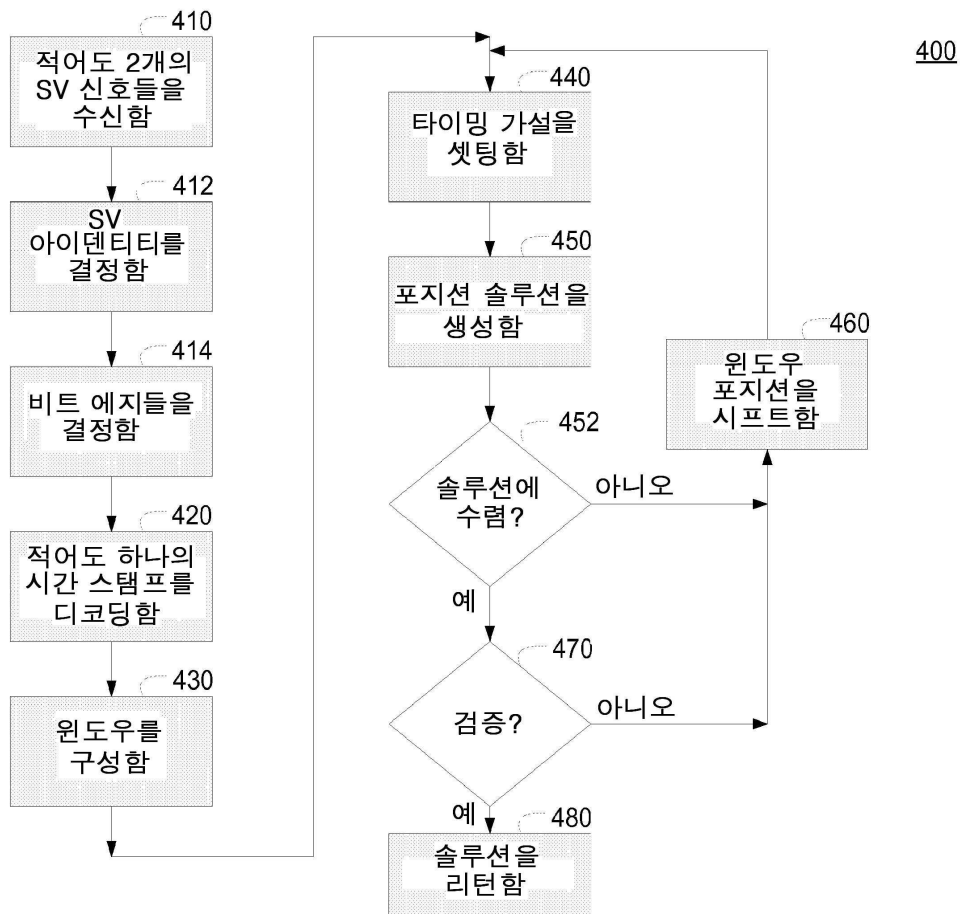 400
410
적어도 2개의
SV 신호들을
수신함
412
SV
아이덴티티를
결정함
414
비트 에지들을
결정함
420
적어도 하나의
시간 스탬프를
디코딩함
430
윈도우를
구성함
440
타이밍 가설을
셋팅함
450
포지션 솔루션을
생성함
452
솔루션에
수렴?
아니오
예
460
윈도우
포지션을
시프트함
470
검증?
아니오
예
480
솔루션을
리턴함